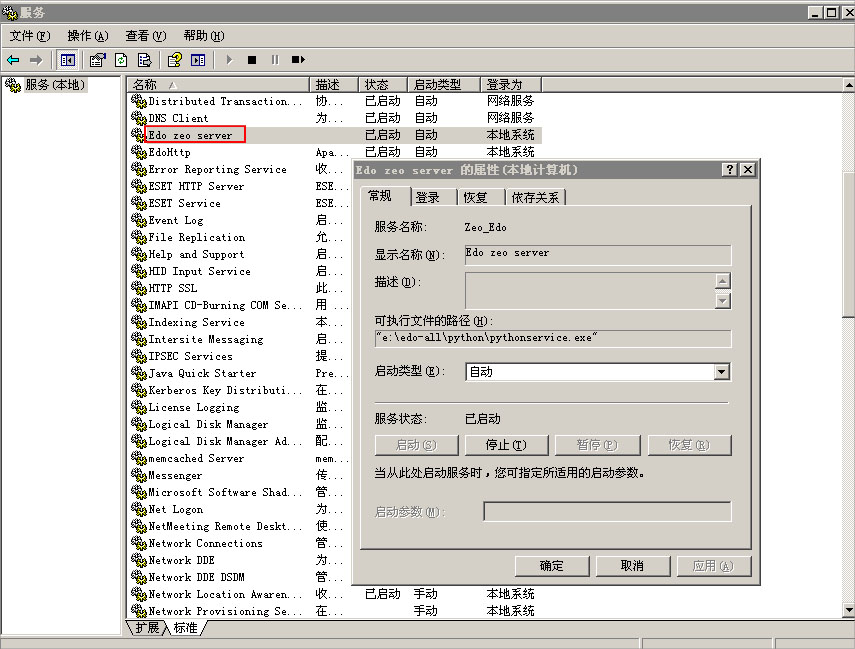 服务
文件(F) 操作(A) 查看(V) 帮助(H)
服务(本地)
名称 描述 状态 启动类型 登录为
Distributed Transaction... 协... 已启动 自动 网络服务
DNS Client 为... 已启动 自动 网络服务
Edo zeo server 已启动 自动 本地系统
EdoHttp Apa... 已启动 自动 本地系统
Error Reporting Service 收...
ESET HTTP Server ESE...
ESET Service ESE...
Event Log 启...
File Replication 允...
Help and Support 启...
HID Input Service 启...
HTTP SSL 此...
IMAPI CD-Burning COM Se... 用...
Indexing Service 本...
Intersite Messaging 启...
IPSEC Services 提...
Java Quick Starter Pre...
Kerberos Key Distributi... 在...
License Logging 监...
Logical Disk Manager 监...
Logical Disk Manager Ad... 配...
memcached Server mem...
Messenger 传...
Microsoft Software Shad... 管...
Net Logon 为...
NetMeeting Remote Deskt... 使...
Network Connections 管...
Network DDE 为...
Network DDE DSDM 管...
Network Location Awaren... 收... 已启动 手动 本地系统
Network Provisioning Se... 在... 手动 本地系统
扩展 标准
Edo zeo server 的属性(本地计算机)
常规 登录 恢复 依存关系
服务名称: Zeo_Edo
显示名称(N): Edo zeo server
描述(D):
可执行文件的路径(H):
"e:\edo-all\python\pythonservice.exe"
启动类型(E): 自动
服务状态: 已启动
启动(S) 停止(T) 暂停(P) 恢复(R)
当从此处启动服务时，您可指定所适用的启动参数。
启动参数(M):
确定 取消 应用(A)